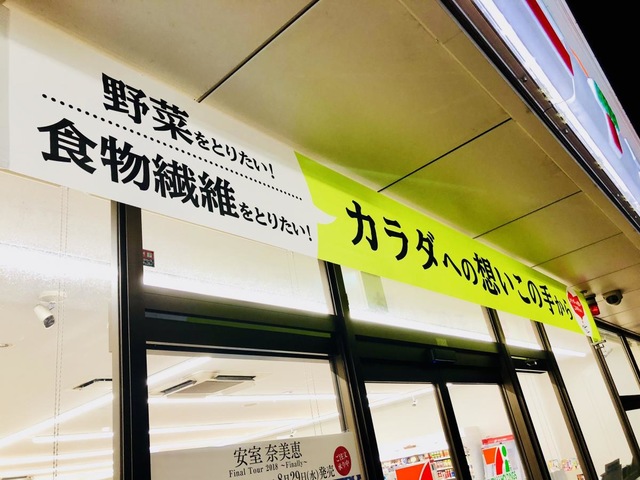 野菜をとりたい!
食物繊維をとりたい!
カラダへの想いこの手から
安室 奈美恵
Final Tour 2018 ~Finally~
8月29日(水)発売